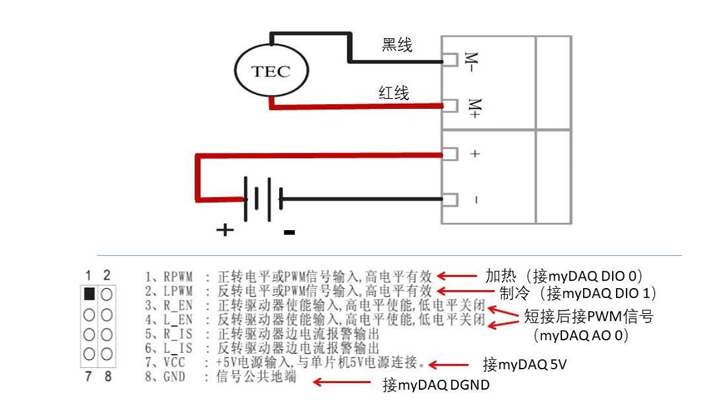 黑线
TEC
M-
红线
M+
+
-
+
-
1 2
1、RPWM :正转电平或PWM信号输入,高电平有效
加热(接myDAQ DIO 0)
2、LPWM :反转电平或PWM信号输入,高电平有效
制冷(接myDAQ DIO 1)
3、R_EN :正转驱动器使能输入,高电平使能,低电平关闭
4、L_EN :反转驱动器使能输入,高电平使能,低电平关闭
短接后接PWM信号
(myDAQ AO 0)
5、R_IS :正转驱动器边电流报警输出
6、L_IS :反转驱动器边电流报警输出
7、VCC :+5V电源输入,与单片机5V电源连接。
接myDAQ 5V
7 8
8、GND :信号公共地端
接myDAQ DGND